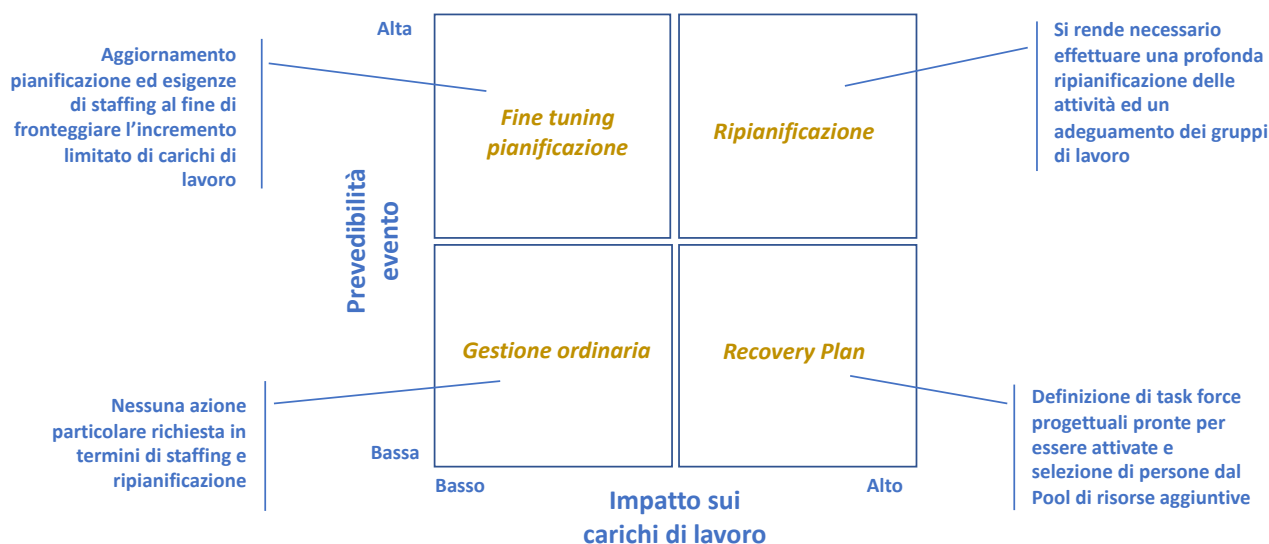 Alta
Aggiornamento
pianificazione ed esigenze
di staffing al fine di
fronteggiare l’incremento
limitato di carichi di
lavoro
Fine tuning
pianificazione
Ripianificazione
Si rende necessario
effettuare una profonda
ripianificazione delle
attività ed un
adeguamento dei gruppi
di lavoro
Prevedibilità
evento
Gestione ordinaria
Recovery Plan
Nessuna azione
particolare richiesta in
termini di staffing e
ripianificazione
Bassa
Definizione di task force
progettuali pronte per
essere attivate e
selezione di persone dal
Pool di risorse aggiuntive
Basso
Alto
Impatto sui
carichi di lavoro